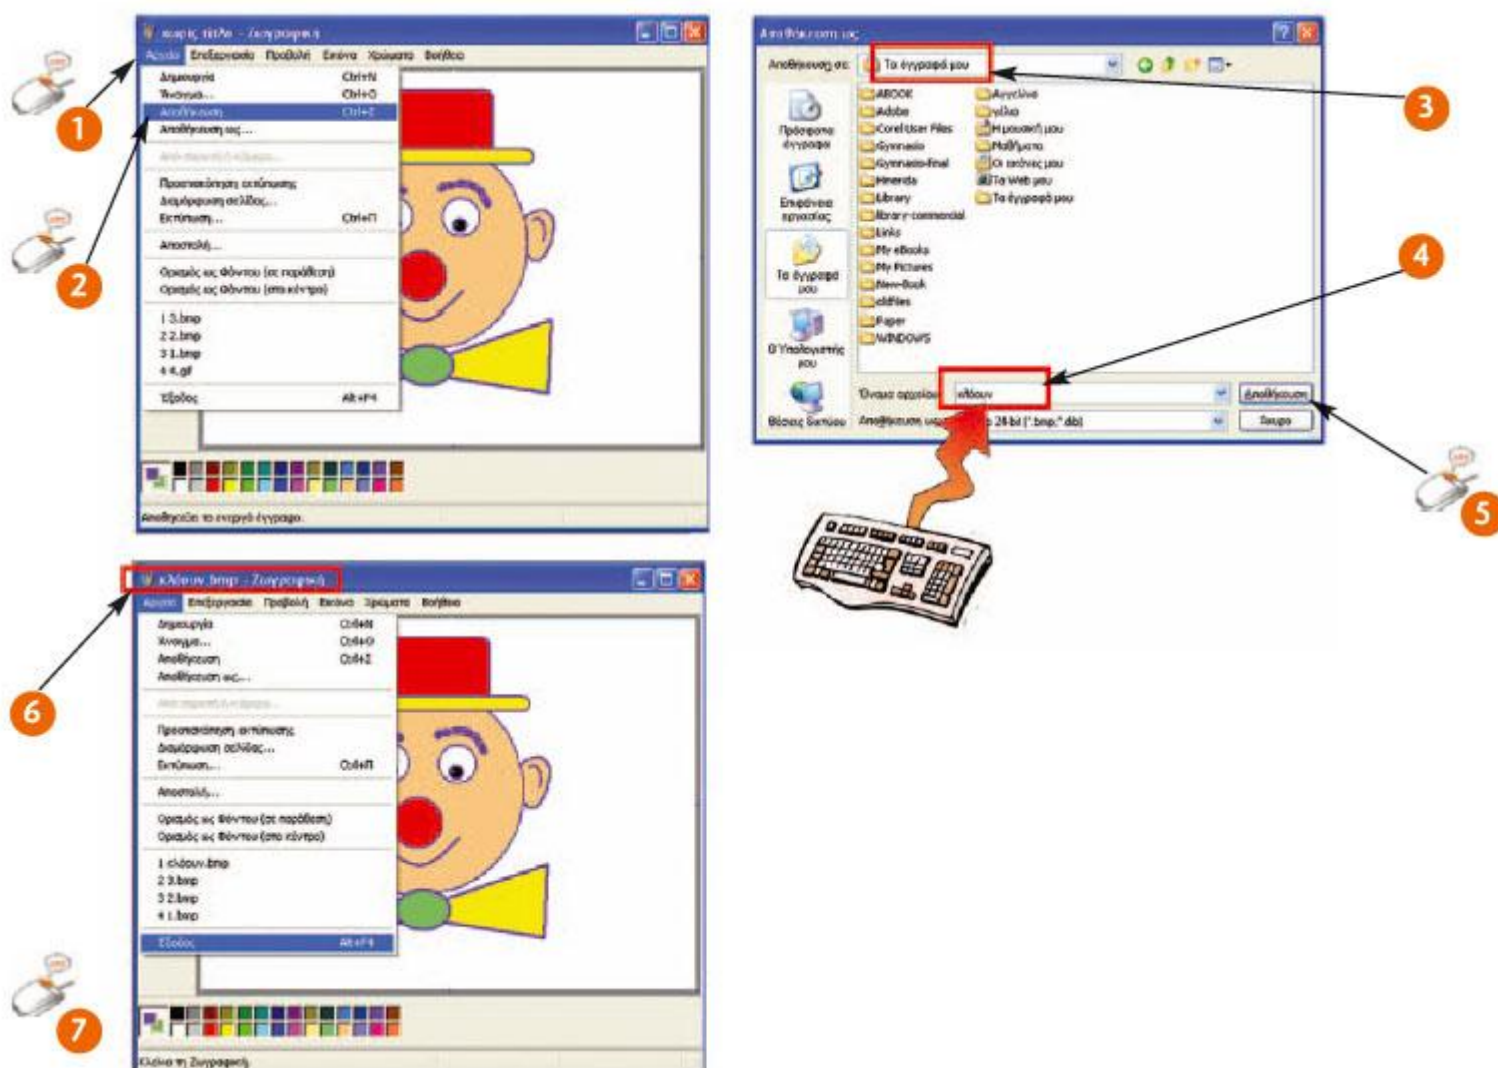 χωρίς τίτλο - Ζωγραφική
Αρχείο Επεξεργασία Προβολή Εικόνα Χρώματα Βοήθεια
Δημιουργία Ctrl+N
Άνοιγμα... Ctrl+O
Αποθήκευση Ctrl+Σ
Αποθήκευση ως...
Προεπισκόπηση εκτύπωσης
Διαμόρφωση σελίδας...
Εκτύπωση... Ctrl+Π
Αποστολή...
Ορισμός ως Φόντου (σε παράθεση)
Ορισμός ως Φόντου (στο κέντρο)
1 3.bmp
2 2.bmp
3 1.bmp
4 4.gif
Έξοδος Alt+F4
Αποθηκεύει το ενεργό έγγραφο.
1
2
Αποθήκευση ως
Αποθήκευση σε: Τα έγγραφά μου
Πρόσφατα έγγραφα
Επιφάνεια εργασίας
Τα έγγραφά μου
Ο Υπολογιστής μου
Θέσεις δικτύου
ABOOK
Adobe
Corel User Files
Gymnasio
Gymnasio-final
Hmerida
Library
library-commercial
Links
My eBooks
My Pictures
New-Book
oldfiles
Paper
WINDOWS
Αγγελίνα
γέλιο
Η μουσική μου
Μαθήματα
Οι εικόνες μου
Τα Web μου
Τα έγγραφά μου
Όνομα αρχείου: κλόουν
Αποθήκευση
Αποθήκευση ως 24-bit (*.bmp;*.dib)
Άκυρο
3
4
5
κλόουν.bmp - Ζωγραφική
Αρχείο Επεξεργασία Προβολή Εικόνα Χρώματα Βοήθεια
Δημιουργία Ctrl+N
Άνοιγμα... Ctrl+O
Αποθήκευση Ctrl+Σ
Αποθήκευση ως...
Προεπισκόπηση εκτύπωσης
Διαμόρφωση σελίδας...
Εκτύπωση... Ctrl+Π
Αποστολή...
Ορισμός ως Φόντου (σε παράθεση)
Ορισμός ως Φόντου (στο κέντρο)
1 κλόουν.bmp
2 3.bmp
3 2.bmp
4 1.bmp
Έξοδος Alt+F4
Κλείνει τη Ζωγραφική.
6
7